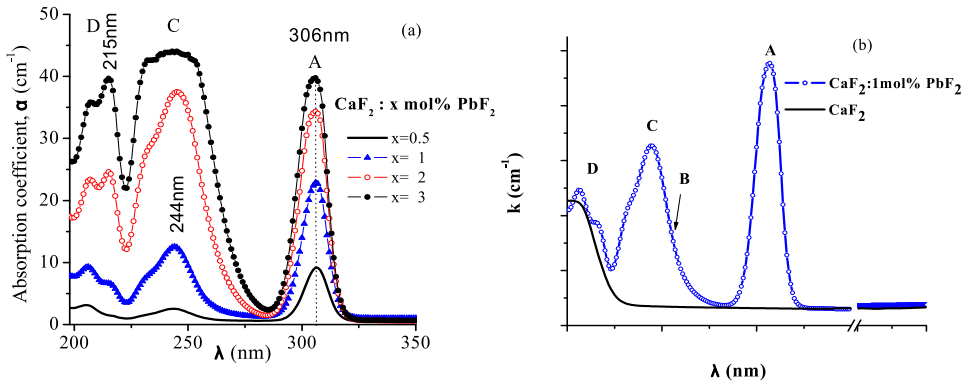 D
215nm
C
306nm
(a)
A
CaF2 : x mol% PbF2
x=0.5
x= 1
x= 2
x= 3
244nm
50
40
30
20
10
0
Absorption coefficient, α (cm-1)
200
250
300
350
λ (nm)
(b)
A
CaF2:1mol% PbF2
CaF2
C
D
B
k (cm-1)
λ (nm)